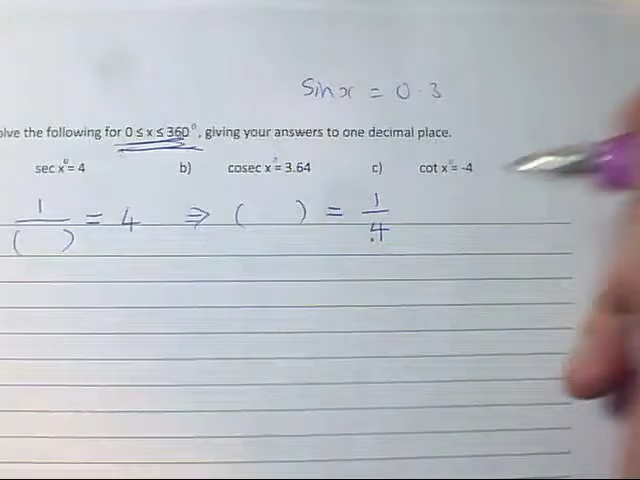 Sin x = 0.3
olve the following for 0 ≤ x ≤ 360°, giving your answers to one decimal place.
sec x° = 4 b) cosec x° = 3.64 c) cot x° = -4
1/( ) = 4 ⇒ ( ) = 1/4